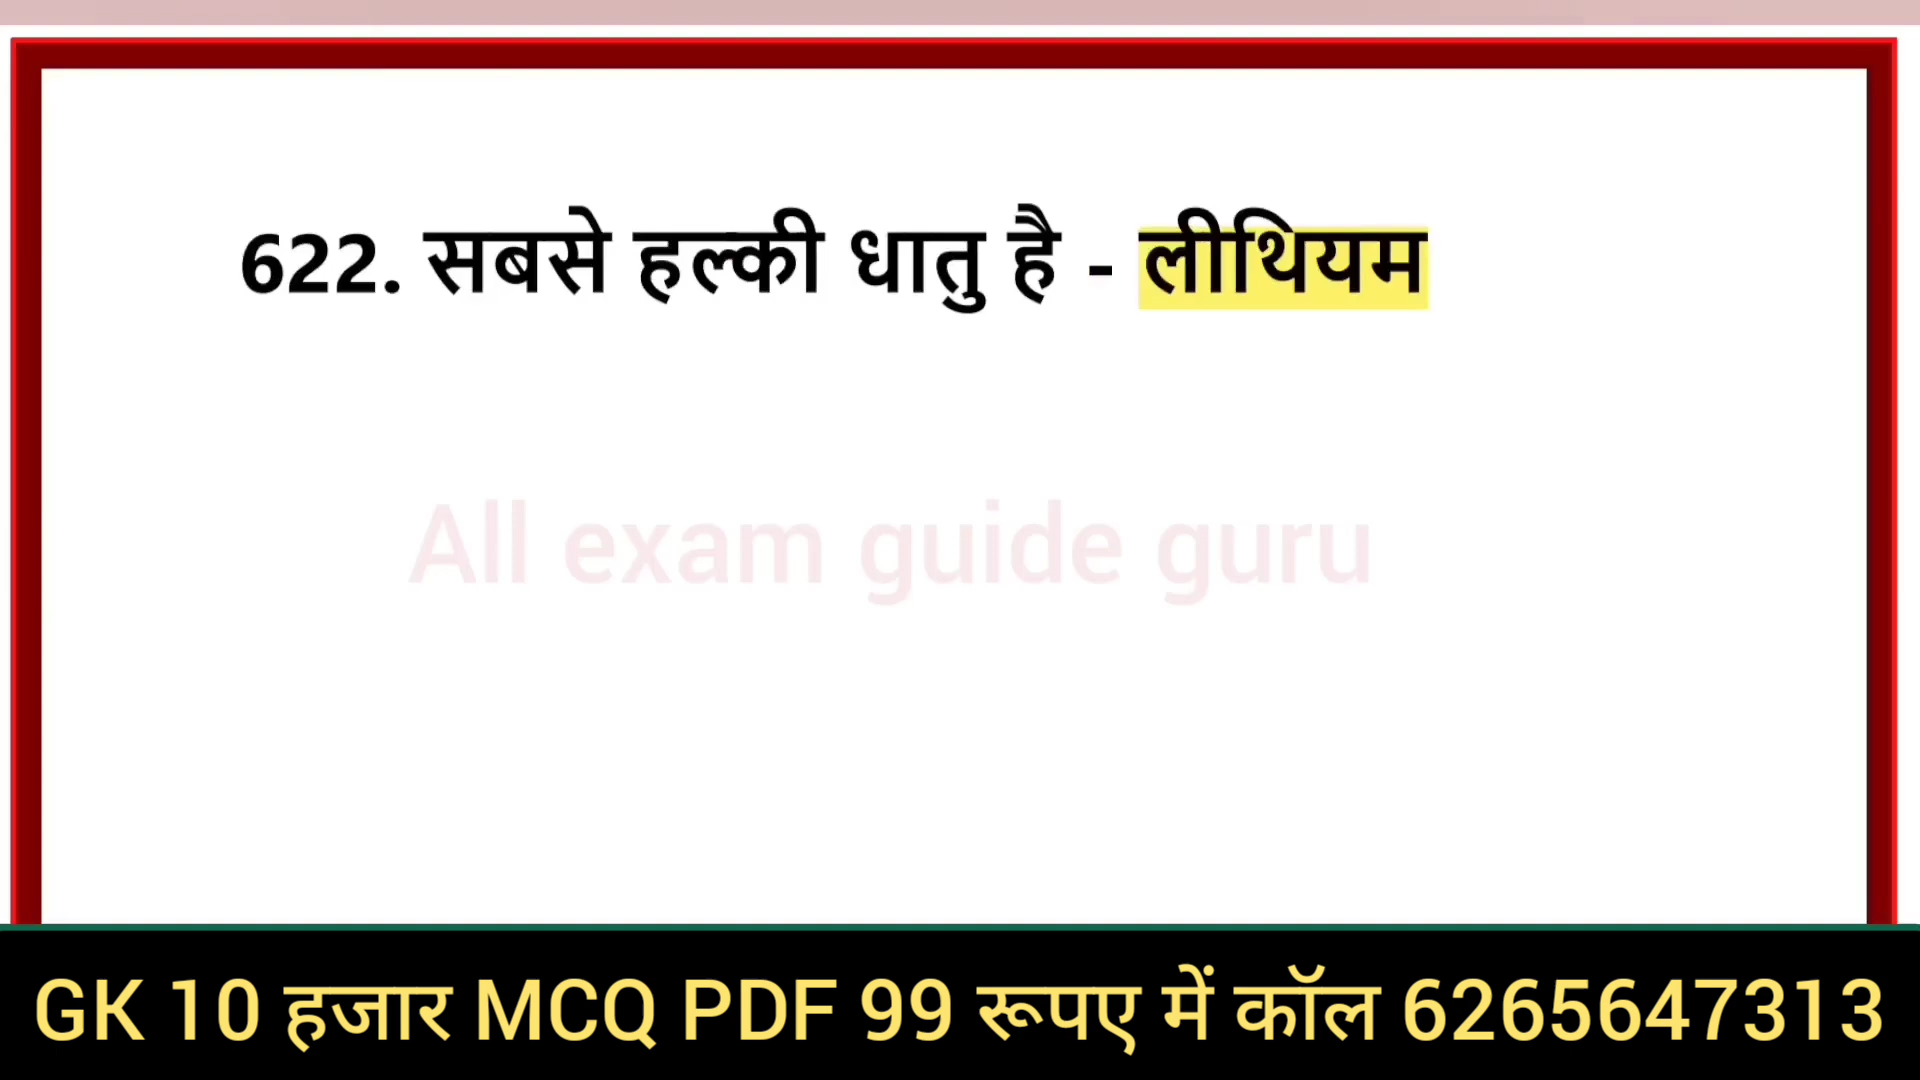 622. सबसे हल्की धातु है - लीथियम
All exam guide guru
GK 10 हजार MCQ PDF 99 रूपए में कॉल 6265647313